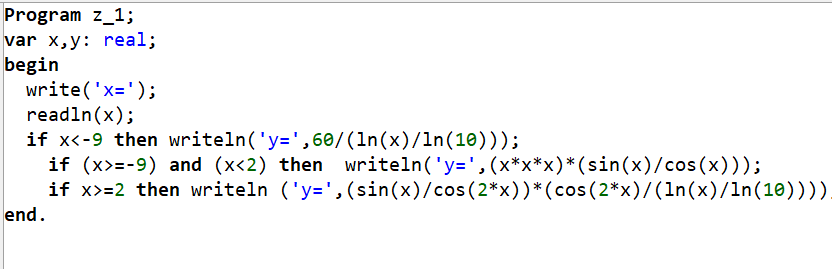 Program z_1;
var x,y: real;
begin
  write('x=');
  readln(x);
  if x<-9 then writeln('y=',60/(ln(x)/ln(10)));
    if (x>=-9) and (x<2) then  writeln('y=',(x*x*x)*(sin(x)/cos(x)));
    if x>=2 then writeln ('y=',(sin(x)/cos(2*x))*(cos(2*x)/(ln(x)/ln(10))));
end.